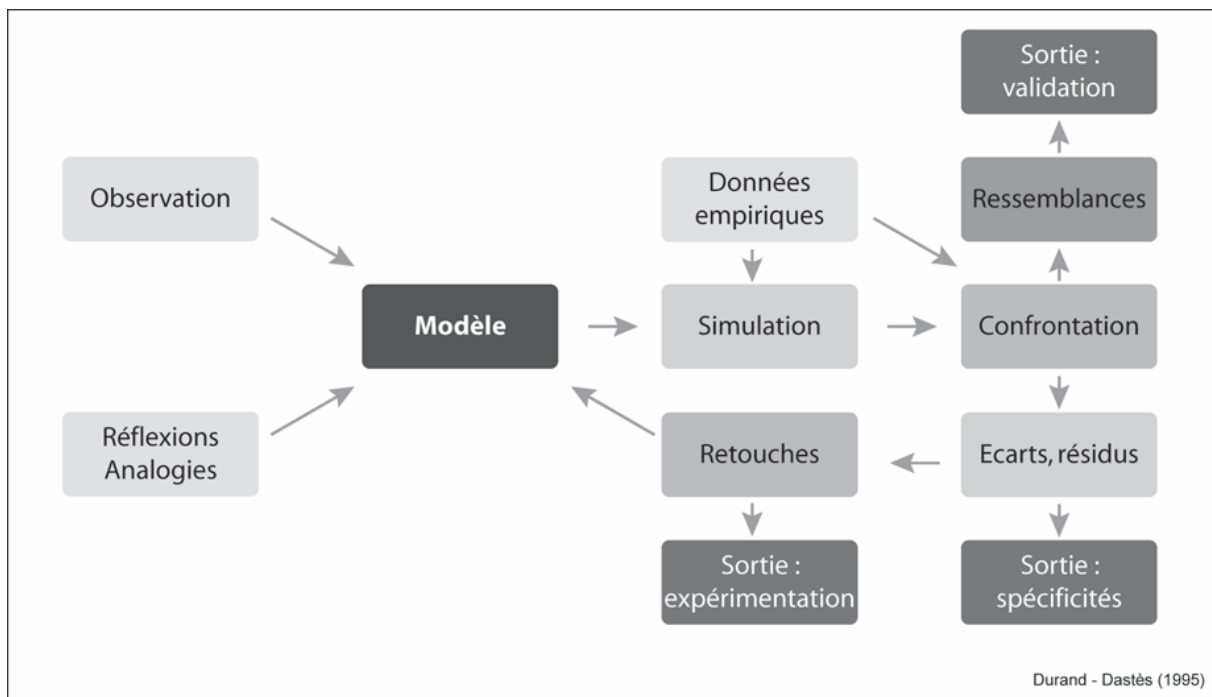 Sortie :
validation
Observation
Données
empiriques
Ressemblances
Modèle
Simulation
Confrontation
Réflexions
Analogies
Retouches
Ecarts, résidus
Sortie :
expérimentation
Sortie :
spécificités
Durand - Dastès (1995)